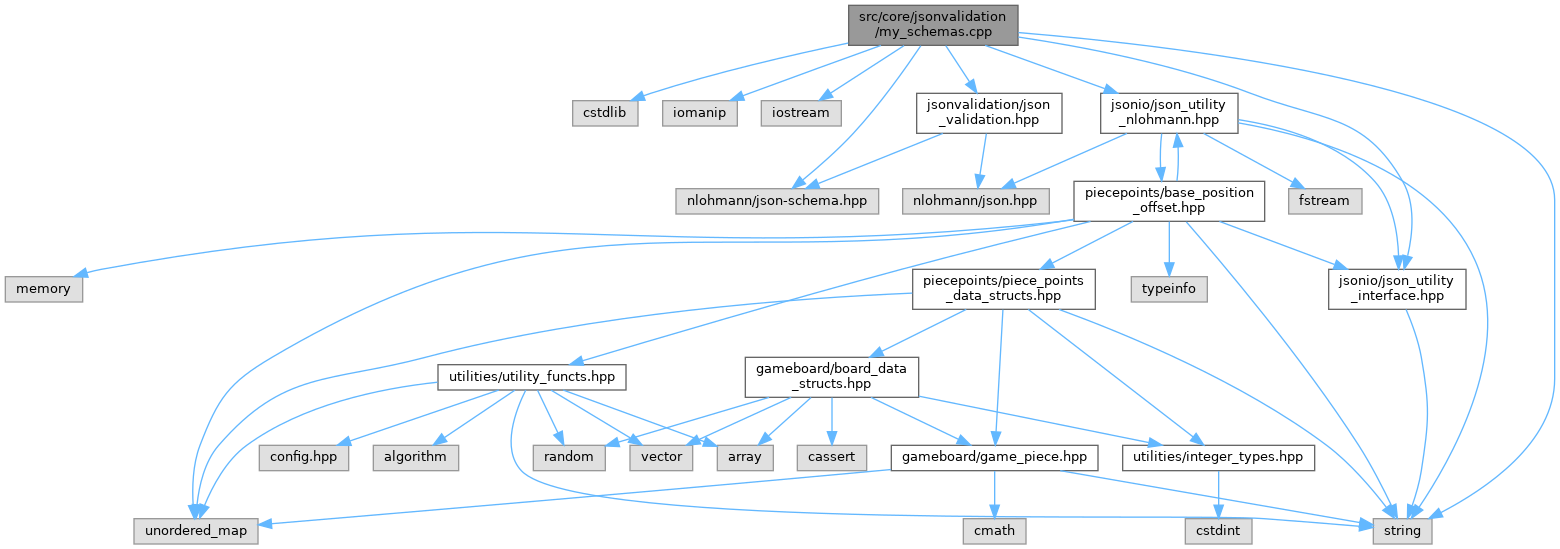 src/core/jsonvalidation
/my_schemas.cpp
cstdlib
iomanip
iostream
jsonvalidation/json
_validation.hpp
jsonio/json_utility
_nlohmann.hpp
nlohmann/json-schema.hpp
nlohmann/json.hpp
piecepoints/base_position
_offset.hpp
fstream
memory
piecepoints/piece_points
_data_structs.hpp
typeinfo
jsonio/json_utility
_interface.hpp
utilities/utility_functs.hpp
gameboard/board_data
_structs.hpp
config.hpp
algorithm
random
vector
array
cassert
gameboard/game_piece.hpp
utilities/integer_types.hpp
unordered_map
cmath
cstdint
string